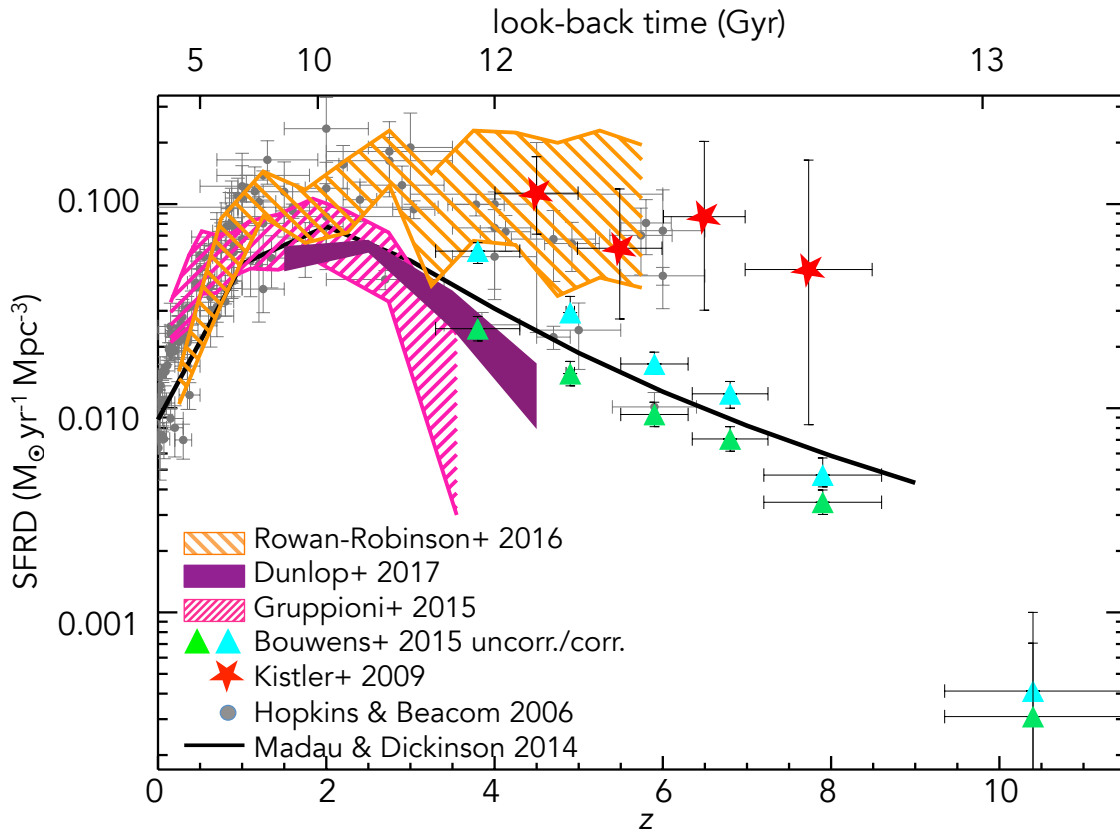 look-back time (Gyr)
5 10 12 13
0.100
0.010
0.001
SFRD (M⊙ yr⁻¹ Mpc⁻³)
Rowan-Robinson+ 2016
Dunlop+ 2017
Gruppioni+ 2015
Bouwens+ 2015 uncorr./corr.
Kistler+ 2009
Hopkins & Beacom 2006
Madau & Dickinson 2014
0 2 4 6 8 10
z